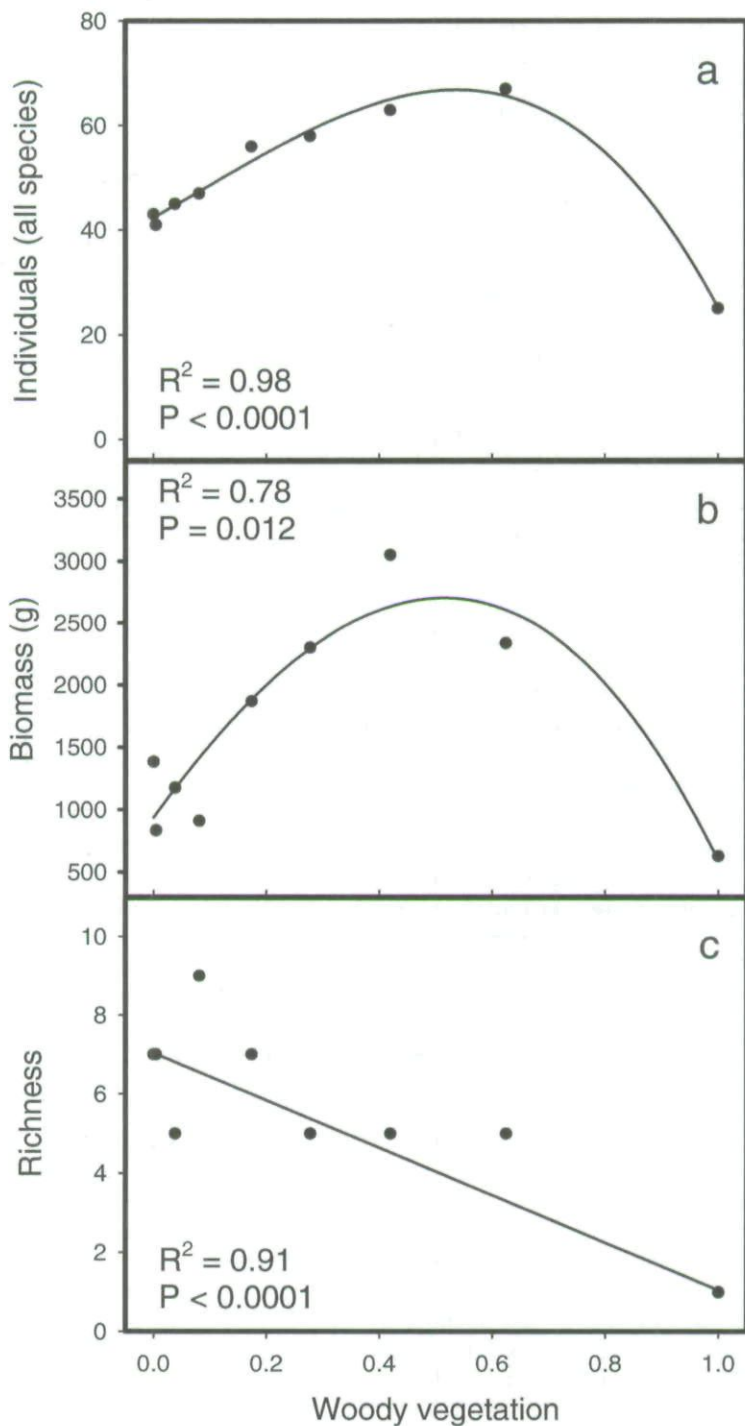 80
60
40
20
0
Individuals (all species)
a
R² = 0.98
P < 0.0001
3500
3000
2500
2000
1500
1000
500
Biomass (g)
R² = 0.78
P = 0.012
b
10
8
6
4
2
0
Richness
c
R² = 0.91
P < 0.0001
0.0 0.2 0.4 0.6 0.8 1.0
Woody vegetation